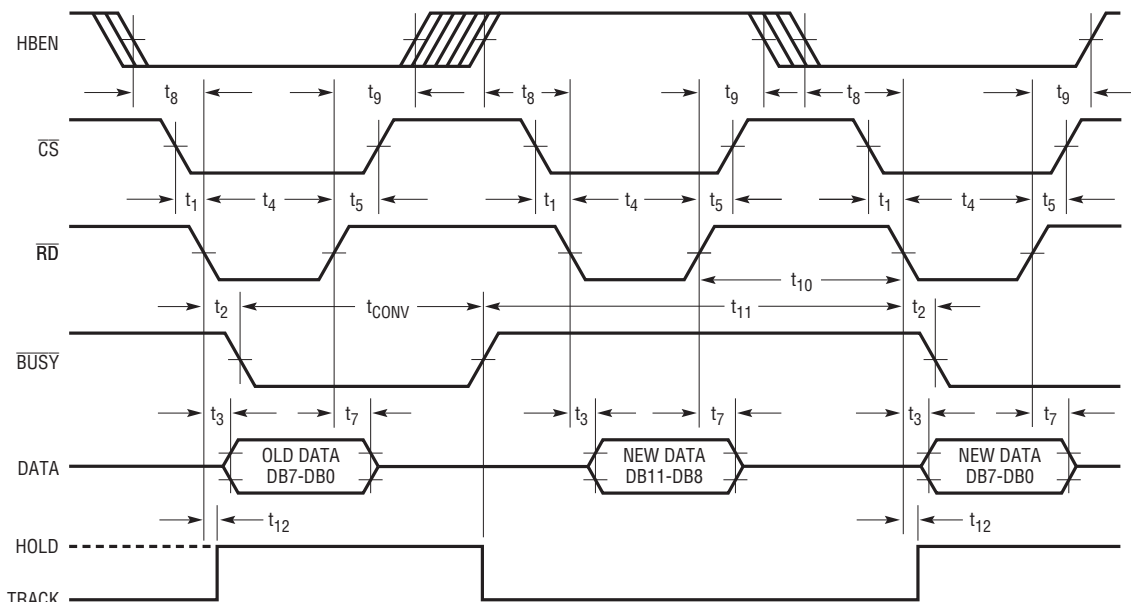 HBEN
t8 t9 t8 t9 t8 t9
CS
t1 t4 t5 t1 t4 t5 t1 t4 t5
RD
t10
t2 tCONV t11 t2
BUSY
t3 t7 t3 t7 t3 t7
DATA
OLD DATA
DB7-DB0
NEW DATA
DB11-DB8
NEW DATA
DB7-DB0
t12 t12
HOLD
TRACK